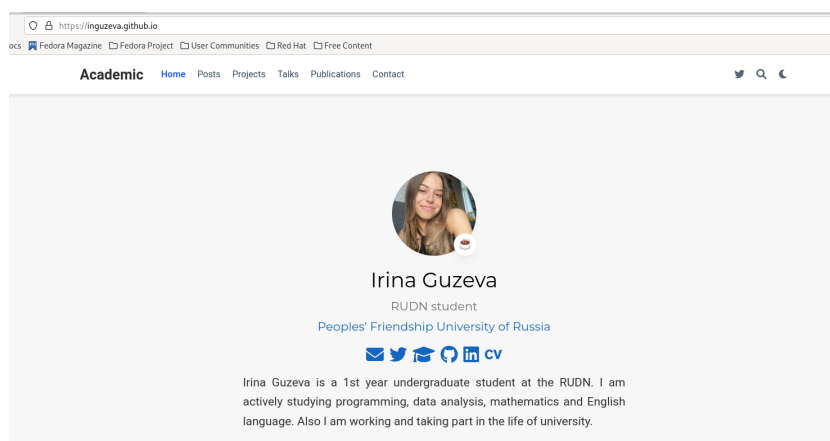 https://inguzeva.github.io
ocs Fedora Magazine Fedora Project User Communities Red Hat Free Content
Academic Home Posts Projects Talks Publications Contact
Irina Guzeva
RUDN student
Peoples' Friendship University of Russia
CV
Irina Guzeva is a 1st year undergraduate student at the RUDN. I am
actively studying programming, data analysis, mathematics and English
language. Also I am working and taking part in the life of university.